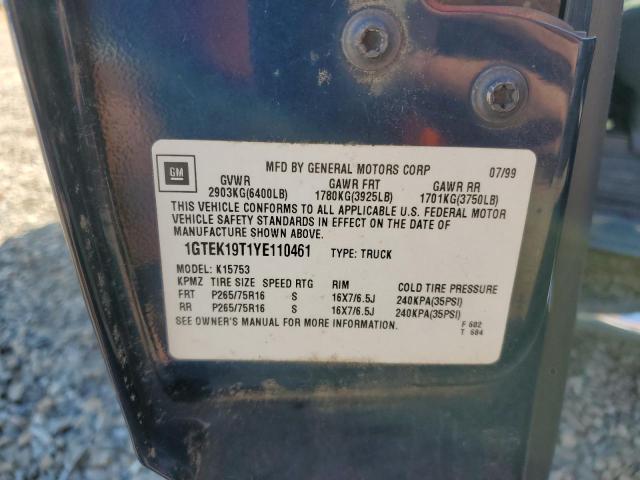 MFD BY GENERAL MOTORS CORP 07/99
GM
GVWR GAWR FRT GAWR RR
2903KG(6400LB) 1780KG(3925LB) 1701KG(3750LB)
THIS VEHICLE CONFORMS TO ALL APPLICABLE U.S. FEDERAL MOTOR
VEHICLE SAFETY STANDARDS IN EFFECT ON THE DATE OF
MANUFACTURE SHOWN ABOVE.
1GTEK19T1YE110461 TYPE: TRUCK
MODEL: K15753
KPMZ TIRE SIZE SPEED RTG RIM COLD TIRE PRESSURE
FRT P265/75R16 S 16X7/6.5J 240KPA(35PSI)
RR P265/75R16 S 16X7/6.5J 240KPA(35PSI)
SEE OWNER'S MANUAL FOR MORE INFORMATION.
F 682
T 684